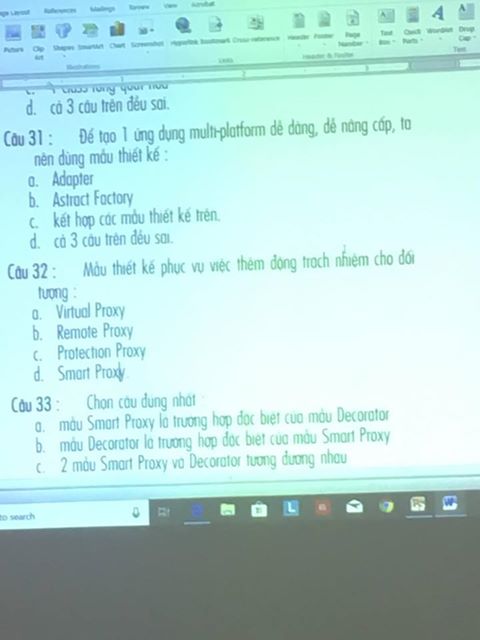 References
Mailings
Review
View
Acrobat
Picture
Clip Art
Shapes
SmartArt
Chart
Screenshot
Hyperlink
Bookmark
Cross-reference
Header
Footer
Page Number
Text Box
Quick Parts
WordArt
Drop Cap
Illustrations
Links
Header & Footer
Text
d. cả 3 câu trên đều sai.
Câu 31 : Để tạo 1 ứng dụng multi-platform dễ dàng, dễ nâng cấp, ta
nên dùng mẫu thiết kế :
a. Adapter
b. Astract Factory
c. kết hợp các mẫu thiết kế trên.
d. cả 3 câu trên đều sai.
Câu 32 : Mẫu thiết kế phục vụ việc thêm động trách nhiệm cho đối
tượng :
a. Virtual Proxy
b. Remote Proxy
c. Protection Proxy
d. Smart Proxy
Câu 33 : Chọn câu đúng nhất :
a. mẫu Smart Proxy là trường hợp đặc biệt của mẫu Decorator
b. mẫu Decorator là trường hợp đặc biệt của mẫu Smart Proxy
c. 2 mẫu Smart Proxy và Decorator tương đương nhau
to search